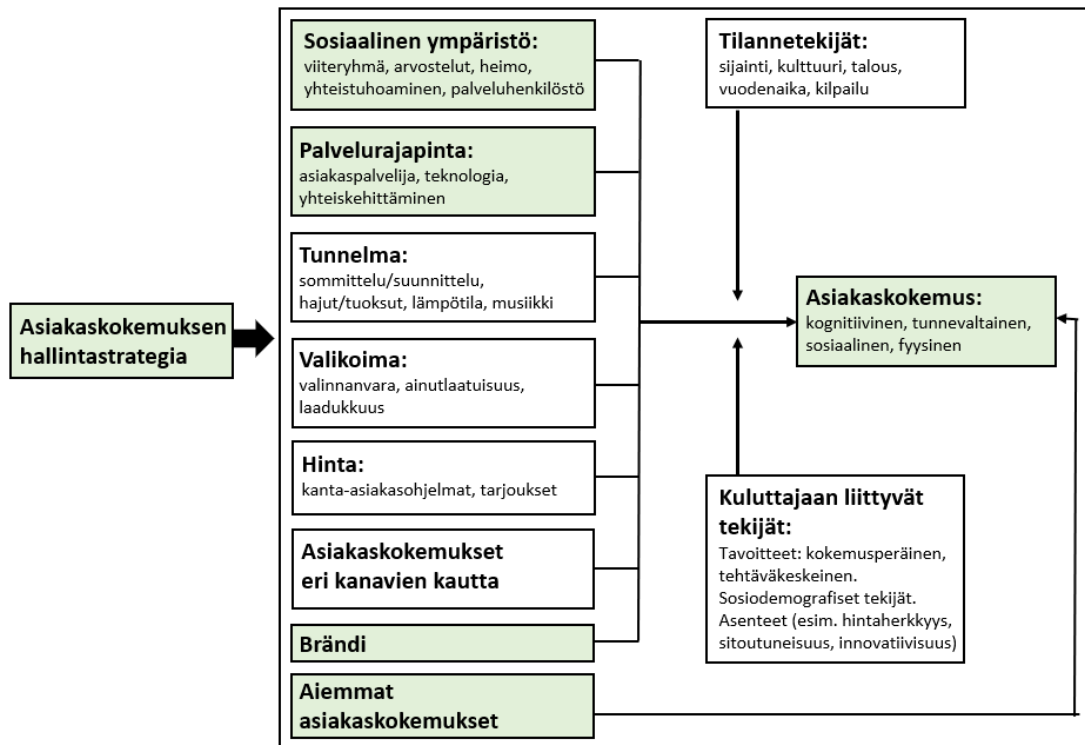 Asiakaskokemuksen
hallintastrategia
Sosiaalinen ympäristö:
viiteryhmä, arvostelut, heimo,
yhteistuhoaminen, palveluhenkilöstö
Palvelurajapinta:
asiakaspalvelija, teknologia,
yhteiskehittäminen
Tunnelma:
sommittelu/suunnittelu,
hajut/tuoksut, lämpötila, musiikki
Valikoima:
valinnanvara, ainutlaatuisuus,
laadukkuus
Hinta:
kanta-asiakasohjelmat, tarjoukset
Asiakaskokemukset
eri kanavien kautta
Brändi
Aiemmat
asiakaskokemukset
Tilannetekijät:
sijainti, kulttuuri, talous,
vuodenaika, kilpailu
Asiakaskokemus:
kognitiivinen, tunnevaltainen,
sosiaalinen, fyysinen
Kuluttajaan liittyvät
tekijät:
Tavoitteet: kokemusperäinen,
tehtäväkeskeinen.
Sosiodemografiset tekijät.
Asenteet (esim. hintaherkkyys,
sitoutuneisuus, innovatiivisuus)